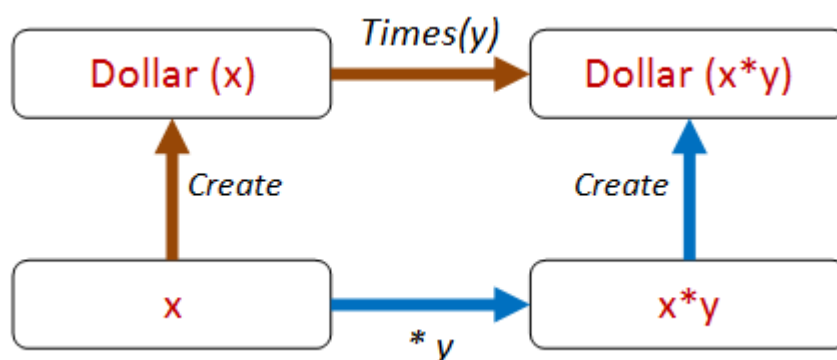 Times(y)
Dollar (x)
Dollar (x*y)
Create
Create
x
x*y
* y